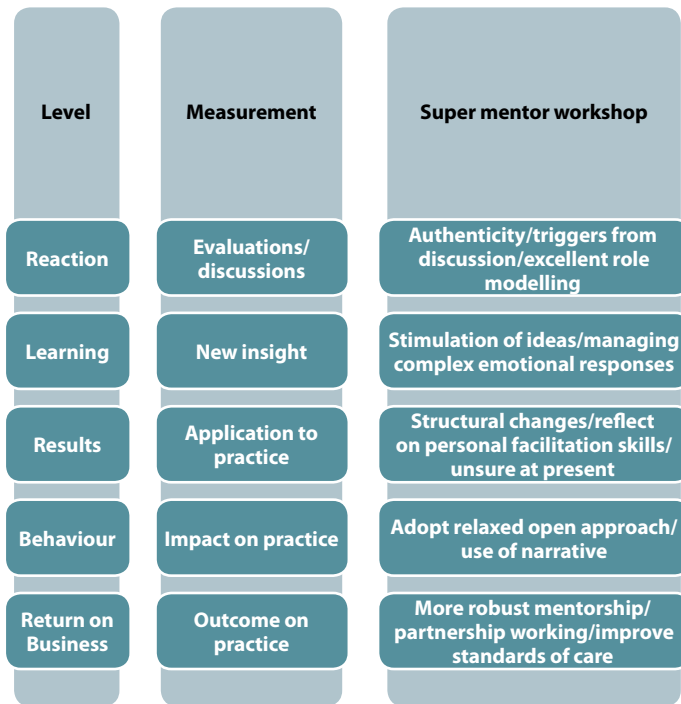 Level
Measurement
Super mentor workshop
Reaction
Evaluations/
discussions
Authenticity/triggers from
discussion/excellent role
modelling
Learning
New insight
Stimulation of ideas/managing
complex emotional responses
Results
Application to
practice
Structural changes/reflect
on personal facilitation skills/
unsure at present
Behaviour
Impact on practice
Adopt relaxed open approach/
use of narrative
Return on
Business
Outcome on
practice
More robust mentorship/
partnership working/improve
standards of care